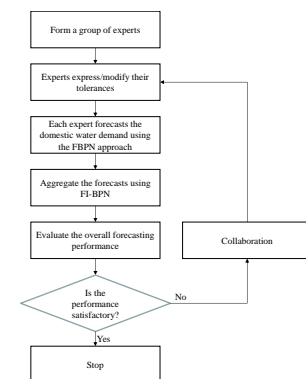 Form a group of experts
Experts express/modify their
tolerances
Each expert forecasts the
domestic water demand using
the FBPN approach
Aggregate the forecasts using
FI-BPN
Evaluate the overall forecasting
performance
Collaboration
Is the
performance
satisfactory?
No
Yes
Stop